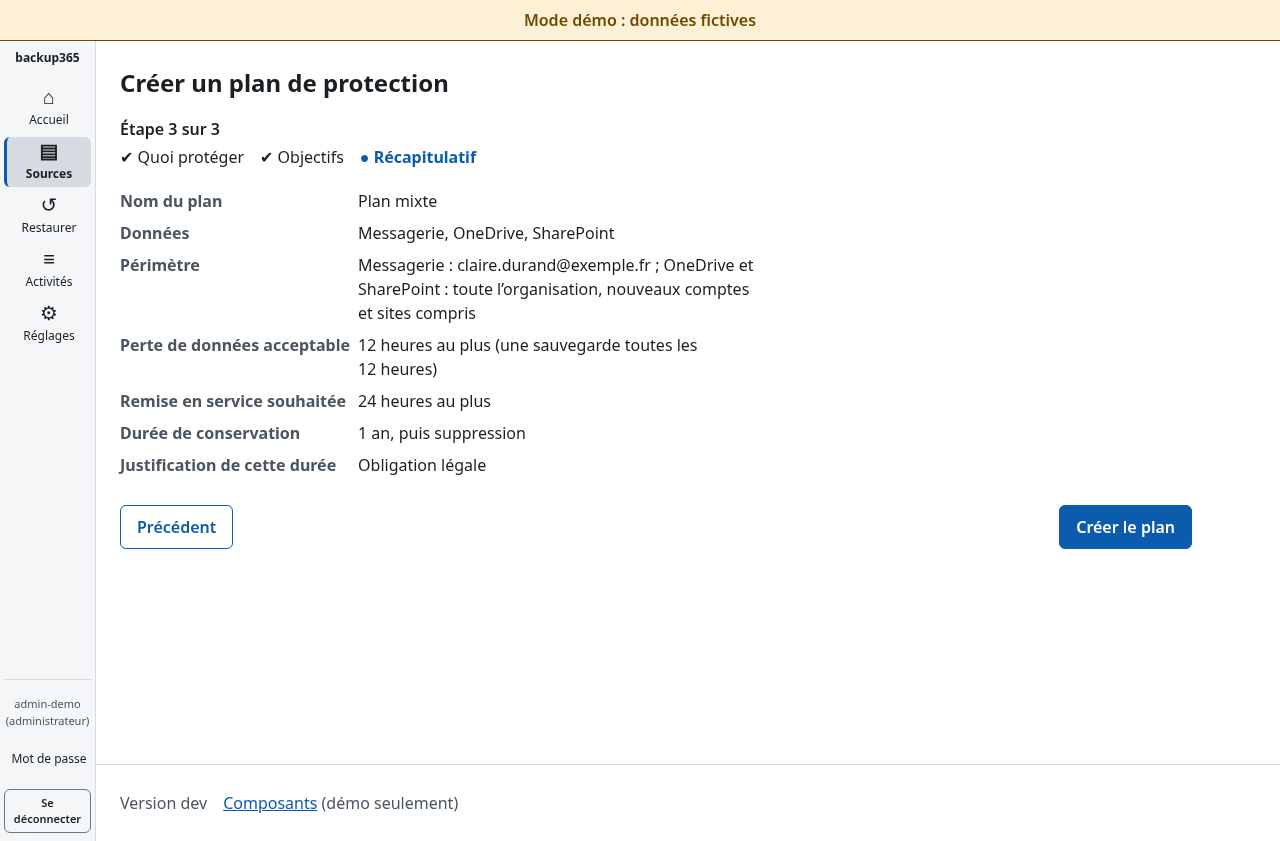 Mode démo : données fictives
backup365
Accueil
Sources
Restaurer
Activités
Réglages
admin-demo
(administrateur)
Mot de passe
Se
déconnecter
Créer un plan de protection
Étape 3 sur 3
✔ Quoi protéger ✔ Objectifs ● Récapitulatif
Nom du plan Plan mixte
Données Messagerie, OneDrive, SharePoint
Périmètre Messagerie : claire.durand@exemple.fr ; OneDrive et
SharePoint : toute l’organisation, nouveaux comptes
et sites compris
Perte de données acceptable 12 heures au plus (une sauvegarde toutes les
12 heures)
Remise en service souhaitée 24 heures au plus
Durée de conservation 1 an, puis suppression
Justification de cette durée Obligation légale
Précédent Créer le plan
Version dev Composants (démo seulement)